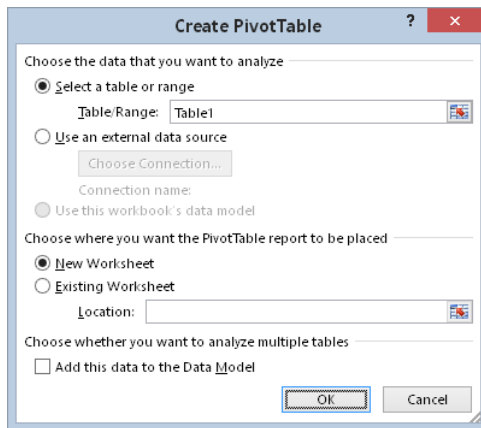 Create PivotTable ?
Choose the data that you want to analyze
Select a table or range
Table/Range: Table1
Use an external data source
Choose Connection...
Connection name:
Use this workbook's data model
Choose where you want the PivotTable report to be placed
New Worksheet
Existing Worksheet
Location:
Choose whether you want to analyze multiple tables
Add this data to the Data Model
OK Cancel